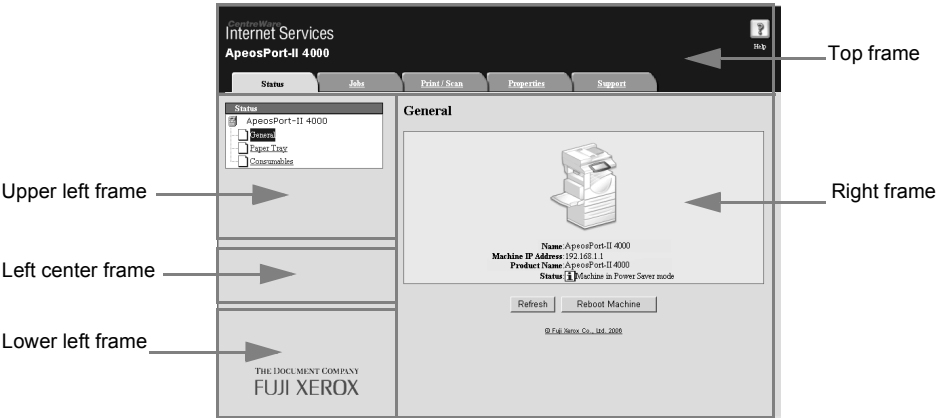 CentreWare
Internet Services
ApeosPort-II 4000
?
Help
Top frame
Status
Jobs
Print / Scan
Properties
Support
Status
ApeosPort-II 4000
General
Paper Tray
Consumables
General
Upper left frame
Right frame
Name:ApeosPort-II 4000
Machine IP Address:192.168.1.1
Product Name:ApeosPort-II 4000
Status:i Machine in Power Saver mode
Left center frame
Refresh
Reboot Machine
© Fuji Xerox Co., Ltd. 2006
Lower left frame
THE DOCUMENT COMPANY
FUJI XEROX